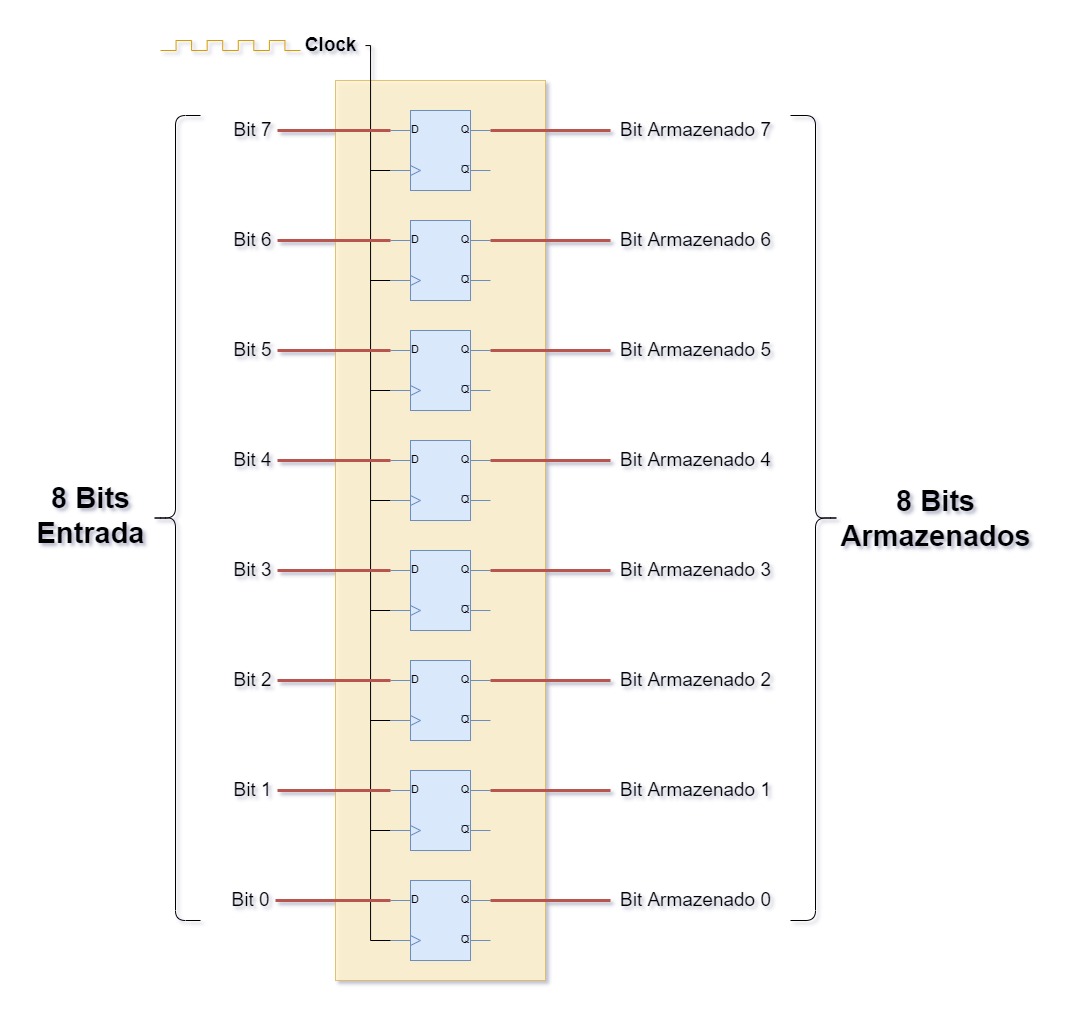 Clock
Bit 7 D Q Bit Armazenado 7
Q
Bit 6 D Q Bit Armazenado 6
Q
Bit 5 D Q Bit Armazenado 5
Q
Bit 4 D Q Bit Armazenado 4
Q
8 Bits
Entrada
8 Bits
Armazenados
Bit 3 D Q Bit Armazenado 3
Q
Bit 2 D Q Bit Armazenado 2
Q
Bit 1 D Q Bit Armazenado 1
Q
Bit 0 D Q Bit Armazenado 0
Q